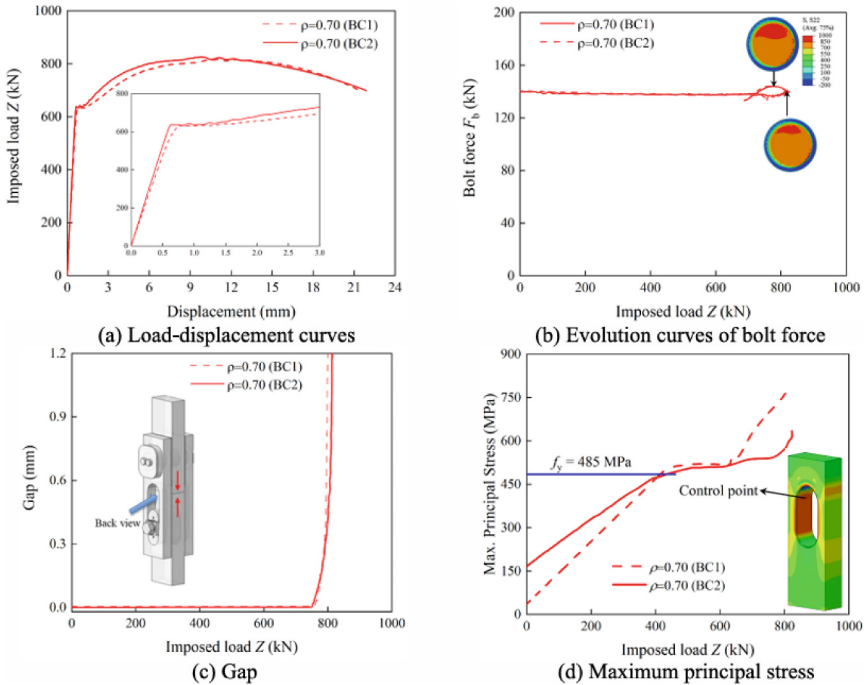 1000
800
600
400
200
0
Imposed load Z (kN)
ρ=0.70 (BC1)
ρ=0.70 (BC2)
800
600
400
200
0
0.0 0.5 1.0 1.5 2.0 2.5 3.0
0 3 6 9 12 15 18 21 24
Displacement (mm)
(a) Load-displacement curves
200
160
120
80
40
0
Bolt force Fb (kN)
ρ=0.70 (BC1)
ρ=0.70 (BC2)
S, S22
(Avg: 75%)
1000
850
700
600
500
400
300
200
100
50
-50
-200
0 200 400 600 800 1000
Imposed load Z (kN)
(b) Evolution curves of bolt force
1.2
0.9
0.6
0.3
0.0
Gap (mm)
ρ=0.70 (BC1)
ρ=0.70 (BC2)
Back view
0 200 400 600 800 1000
Imposed load Z (kN)
(c) Gap
900
750
600
450
300
150
0
Max. Principal Stress (MPa)
fy = 485 MPa
Control point
ρ=0.70 (BC1)
ρ=0.70 (BC2)
0 200 400 600 800 1000
Imposed load Z (kN)
(d) Maximum principal stress